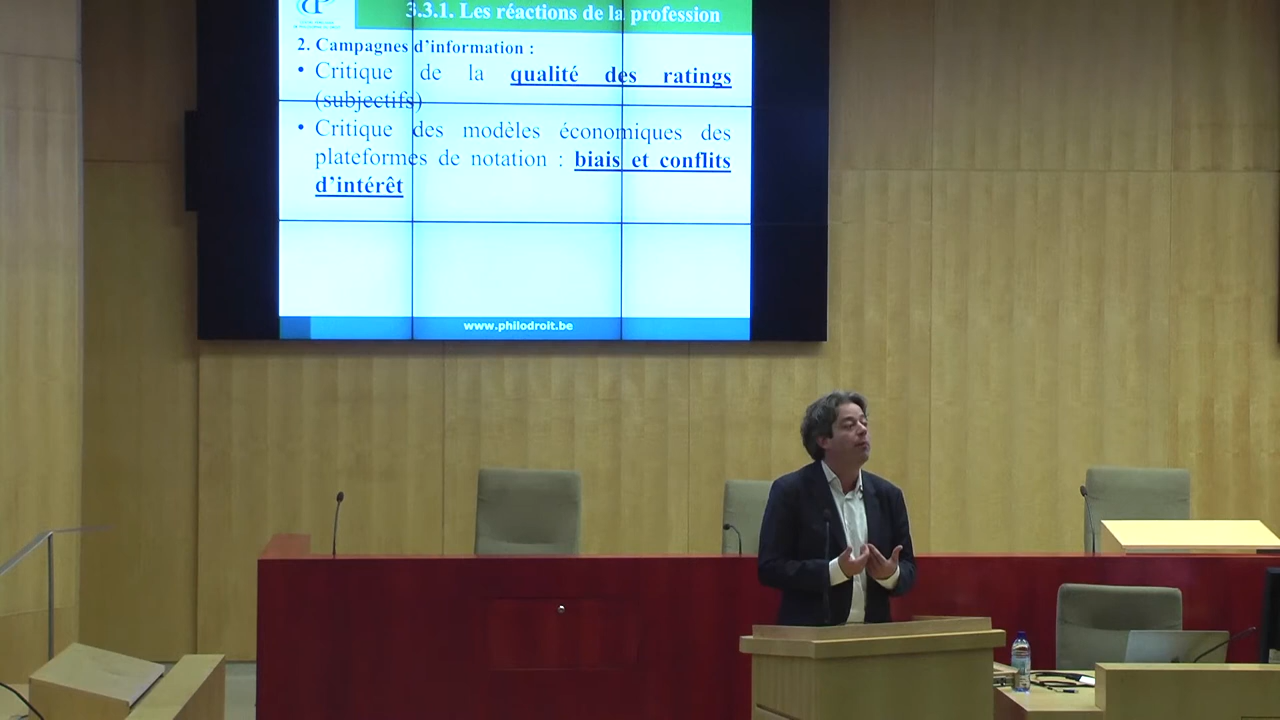 3.3.1. Les réactions de la profession
2. Campagnes d'information :
• Critique de la qualité des ratings
(subjectifs)
• Critique des modèles économiques des
plateformes de notation : biais et conflits
d'intérêt
www.philodroit.be